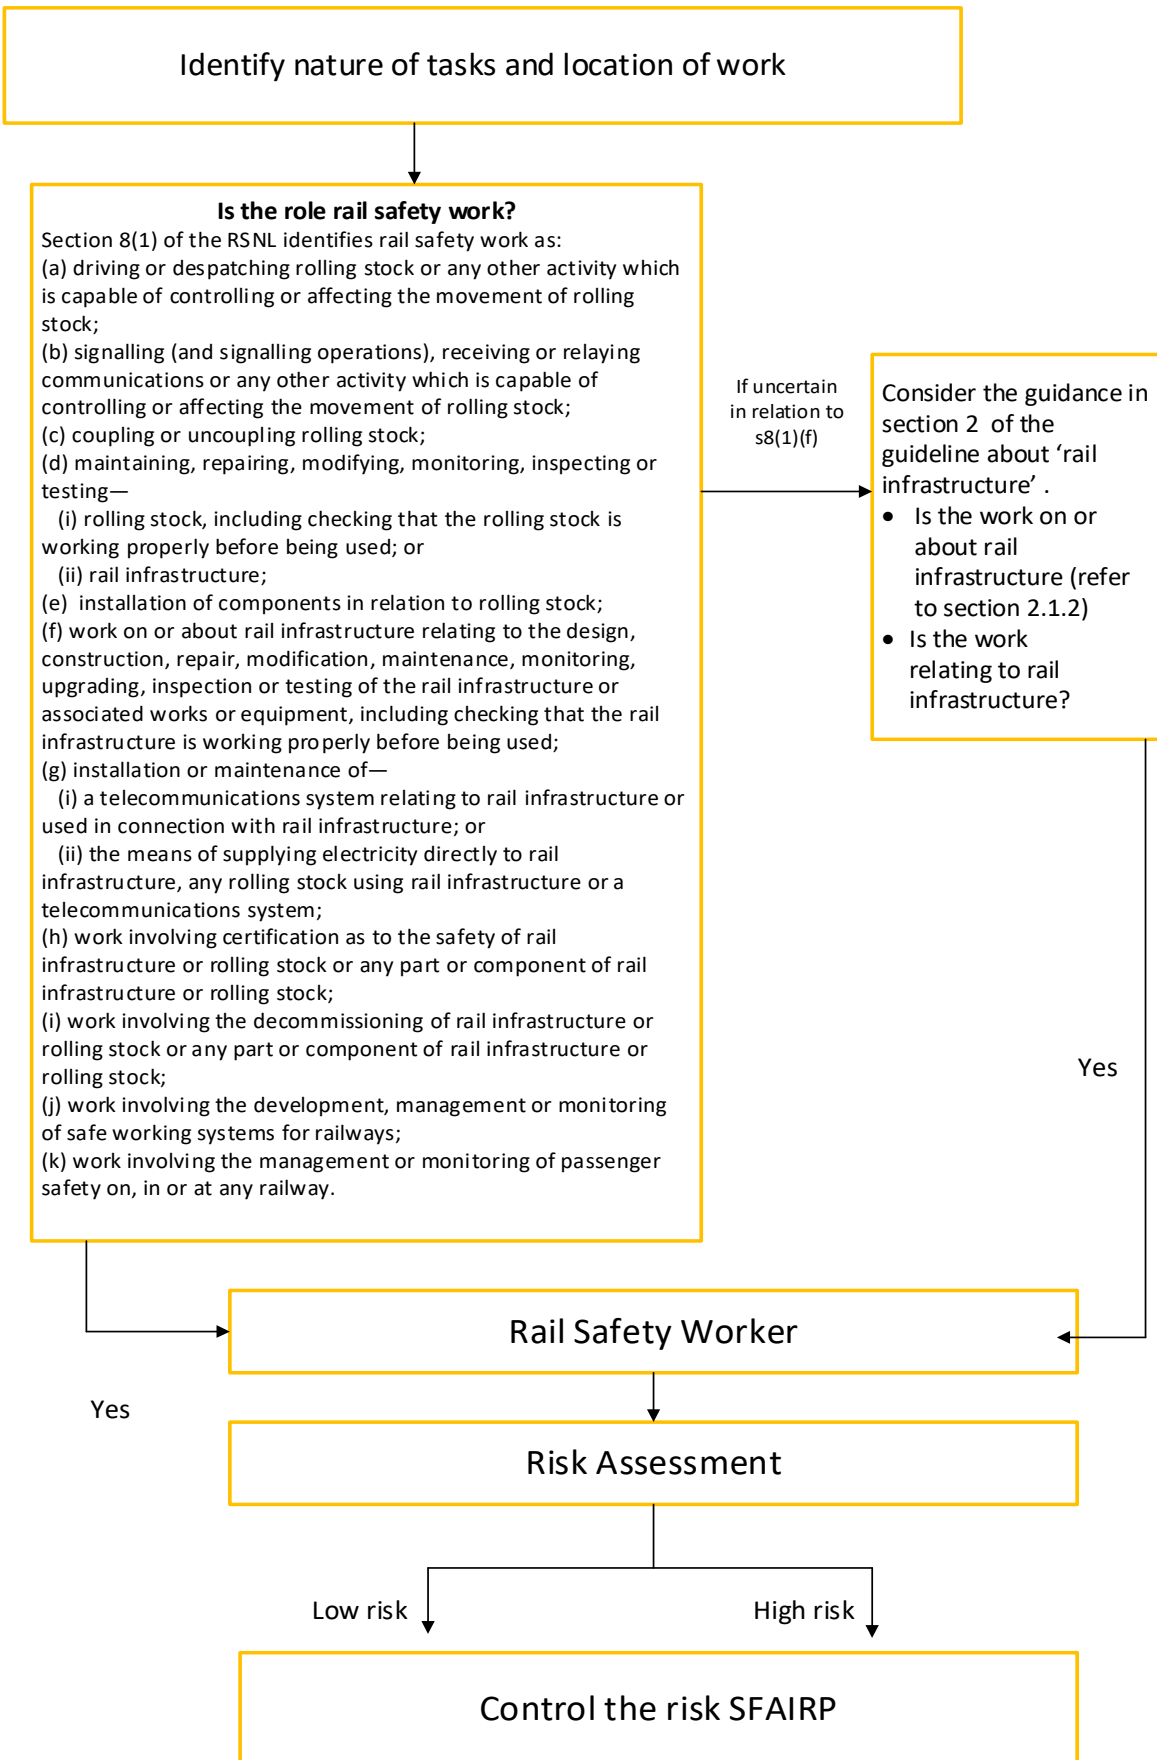 Identify nature of tasks and location of work
Is the role rail safety work?
Section 8(1) of the RSNL identifies rail safety work as:
(a) driving or despatching rolling stock or any other activity which
is capable of controlling or affecting the movement of rolling
stock;
(b) signalling (and signalling operations), receiving or relaying
communications or any other activity which is capable of
controlling or affecting the movement of rolling stock;
(c) coupling or uncoupling rolling stock;
(d) maintaining, repairing, modifying, monitoring, inspecting or
testing—
(i) rolling stock, including checking that the rolling stock is
working properly before being used; or
(ii) rail infrastructure;
(e) installation of components in relation to rolling stock;
(f) work on or about rail infrastructure relating to the design,
construction, repair, modification, maintenance, monitoring,
upgrading, inspection or testing of the rail infrastructure or
associated works or equipment, including checking that the rail
infrastructure is working properly before being used;
(g) installation or maintenance of—
(i) a telecommunications system relating to rail infrastructure or
used in connection with rail infrastructure; or
(ii) the means of supplying electricity directly to rail
infrastructure, any rolling stock using rail infrastructure or a
telecommunications system;
(h) work involving certification as to the safety of rail
infrastructure or rolling stock or any part or component of rail
infrastructure or rolling stock;
(i) work involving the decommissioning of rail infrastructure or
rolling stock or any part or component of rail infrastructure or
rolling stock;
(j) work involving the development, management or monitoring
of safe working systems for railways;
(k) work involving the management or monitoring of passenger
safety on, in or at any railway.
If uncertain
in relation to
s8(1)(f)
Consider the guidance in
section 2 of the
guideline about ‘rail
infrastructure’ .
• Is the work on or
about rail
infrastructure (refer
to section 2.1.2)
• Is the work
relating to rail
infrastructure?
Yes
Rail Safety Worker
Yes
Risk Assessment
Low risk
High risk
Control the risk SFAIRP